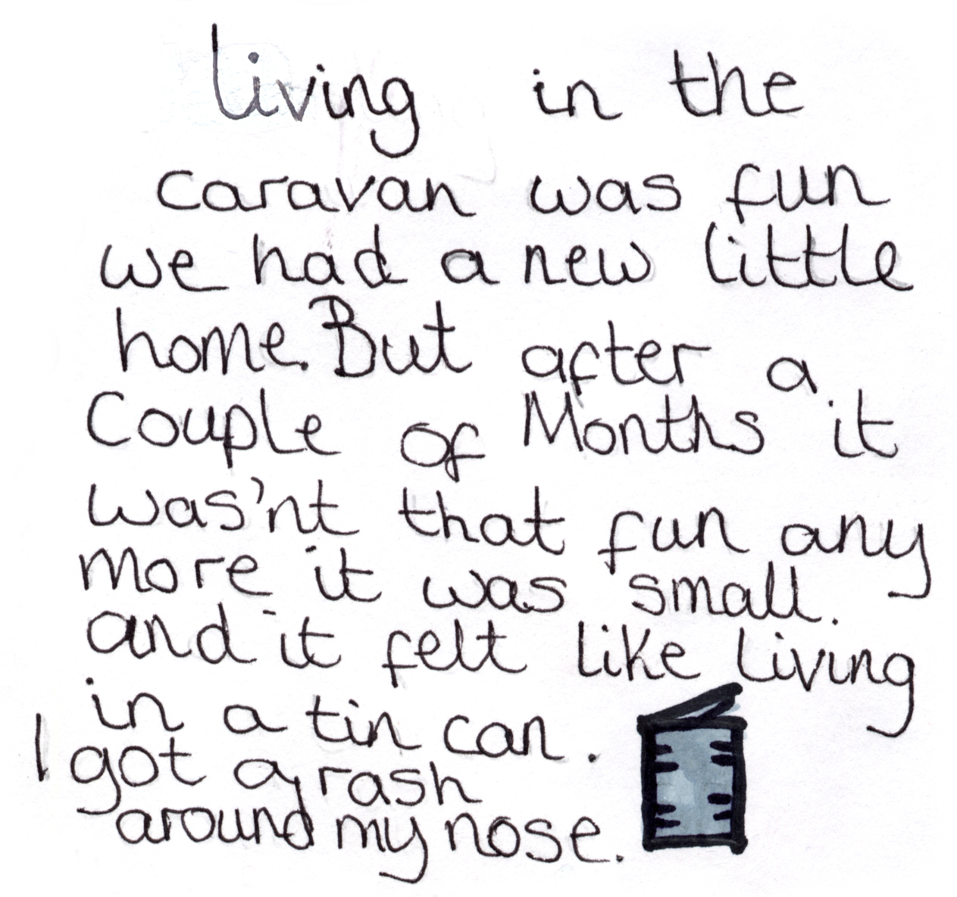 living in the
caravan was fun
we had a new little
home. But after a
Couple of Months it
was'nt that fun any
more it was small.
and it felt like living
in a tin can.
I got a rash
around my nose.